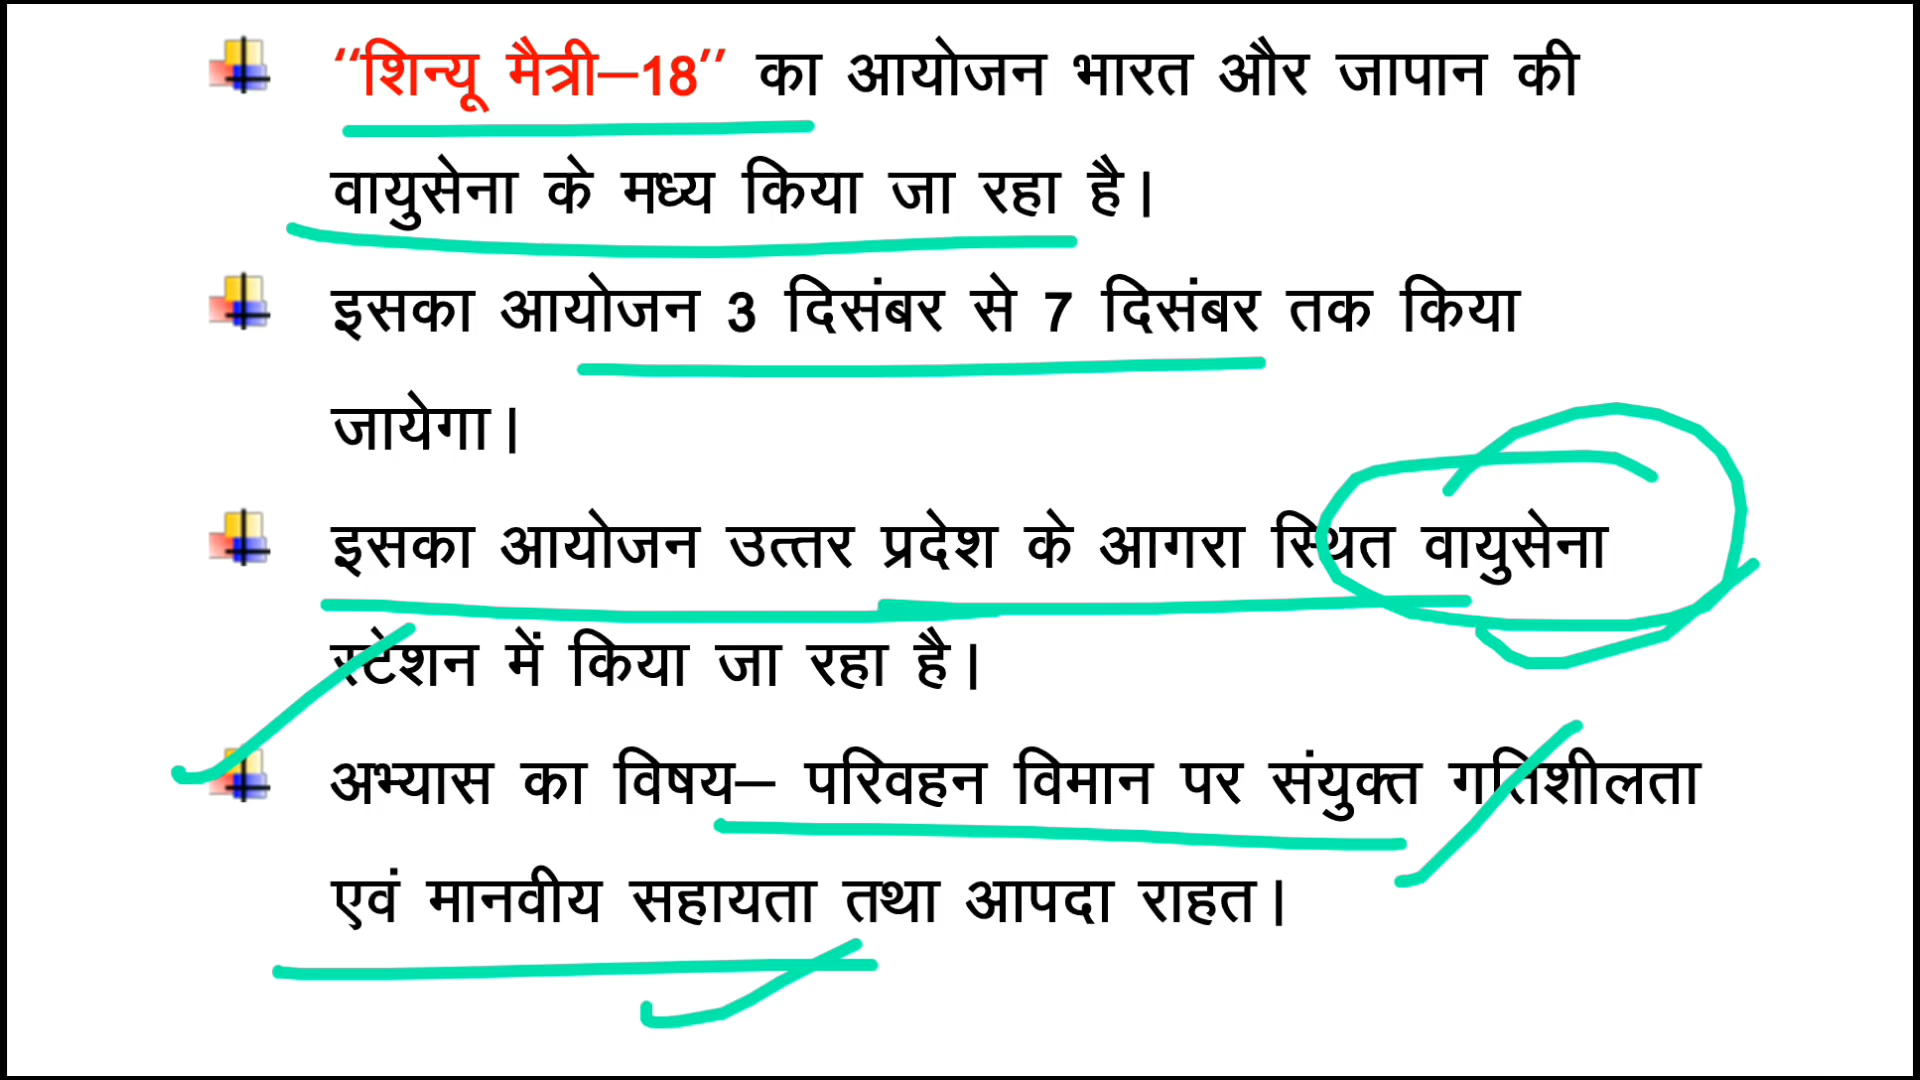 “शिन्यू मैत्री–18” का आयोजन भारत और जापान की
वायुसेना के मध्य किया जा रहा है।
इसका आयोजन 3 दिसंबर से 7 दिसंबर तक किया
जायेगा।
इसका आयोजन उत्तर प्रदेश के आगरा स्थित वायुसेना
स्टेशन में किया जा रहा है।
अभ्यास का विषय– परिवहन विमान पर संयुक्त गतिशीलता
एवं मानवीय सहायता तथा आपदा राहत।